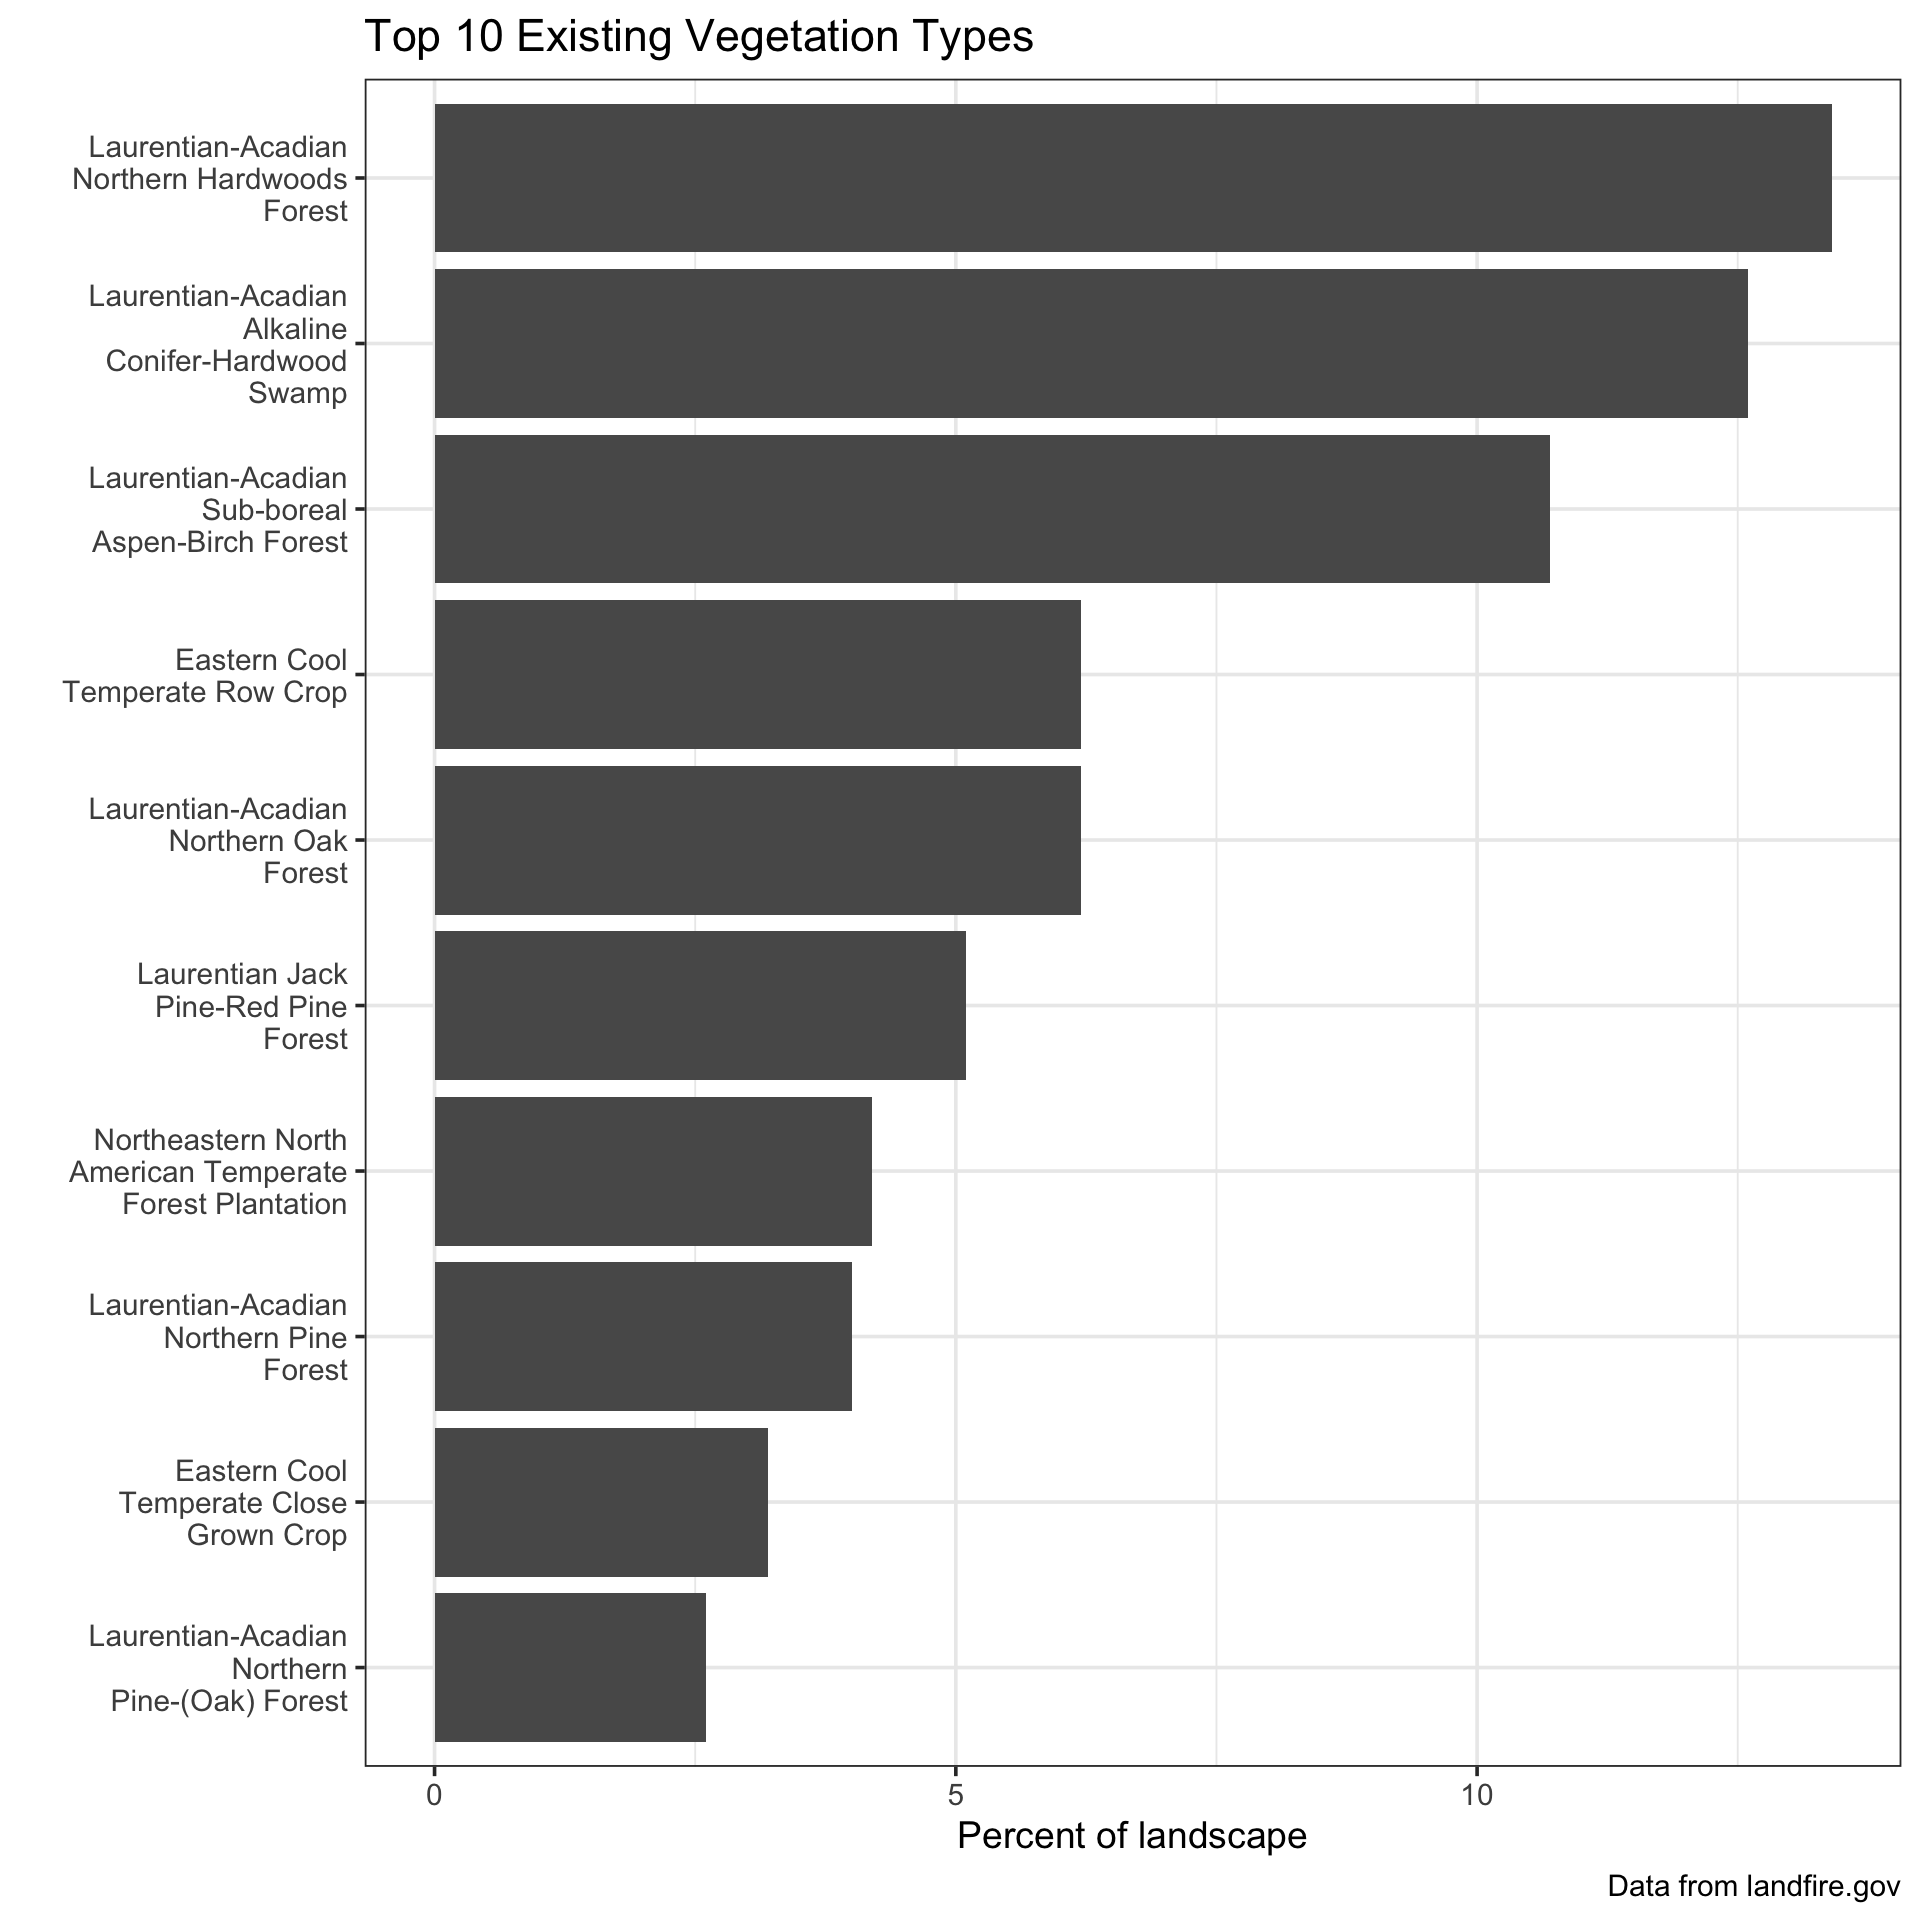 Top 10 Existing Vegetation Types
Laurentian-Acadian
Northern Hardwoods
Forest
Laurentian-Acadian
Alkaline
Conifer-Hardwood
Swamp
Laurentian-Acadian
Sub-boreal
Aspen-Birch Forest
Eastern Cool
Temperate Row Crop
Laurentian-Acadian
Northern Oak
Forest
Laurentian Jack
Pine-Red Pine
Forest
Northeastern North
American Temperate
Forest Plantation
Laurentian-Acadian
Northern Pine
Forest
Eastern Cool
Temperate Close
Grown Crop
Laurentian-Acadian
Northern
Pine-(Oak) Forest
0 5 10
Percent of landscape
Data from landfire.gov